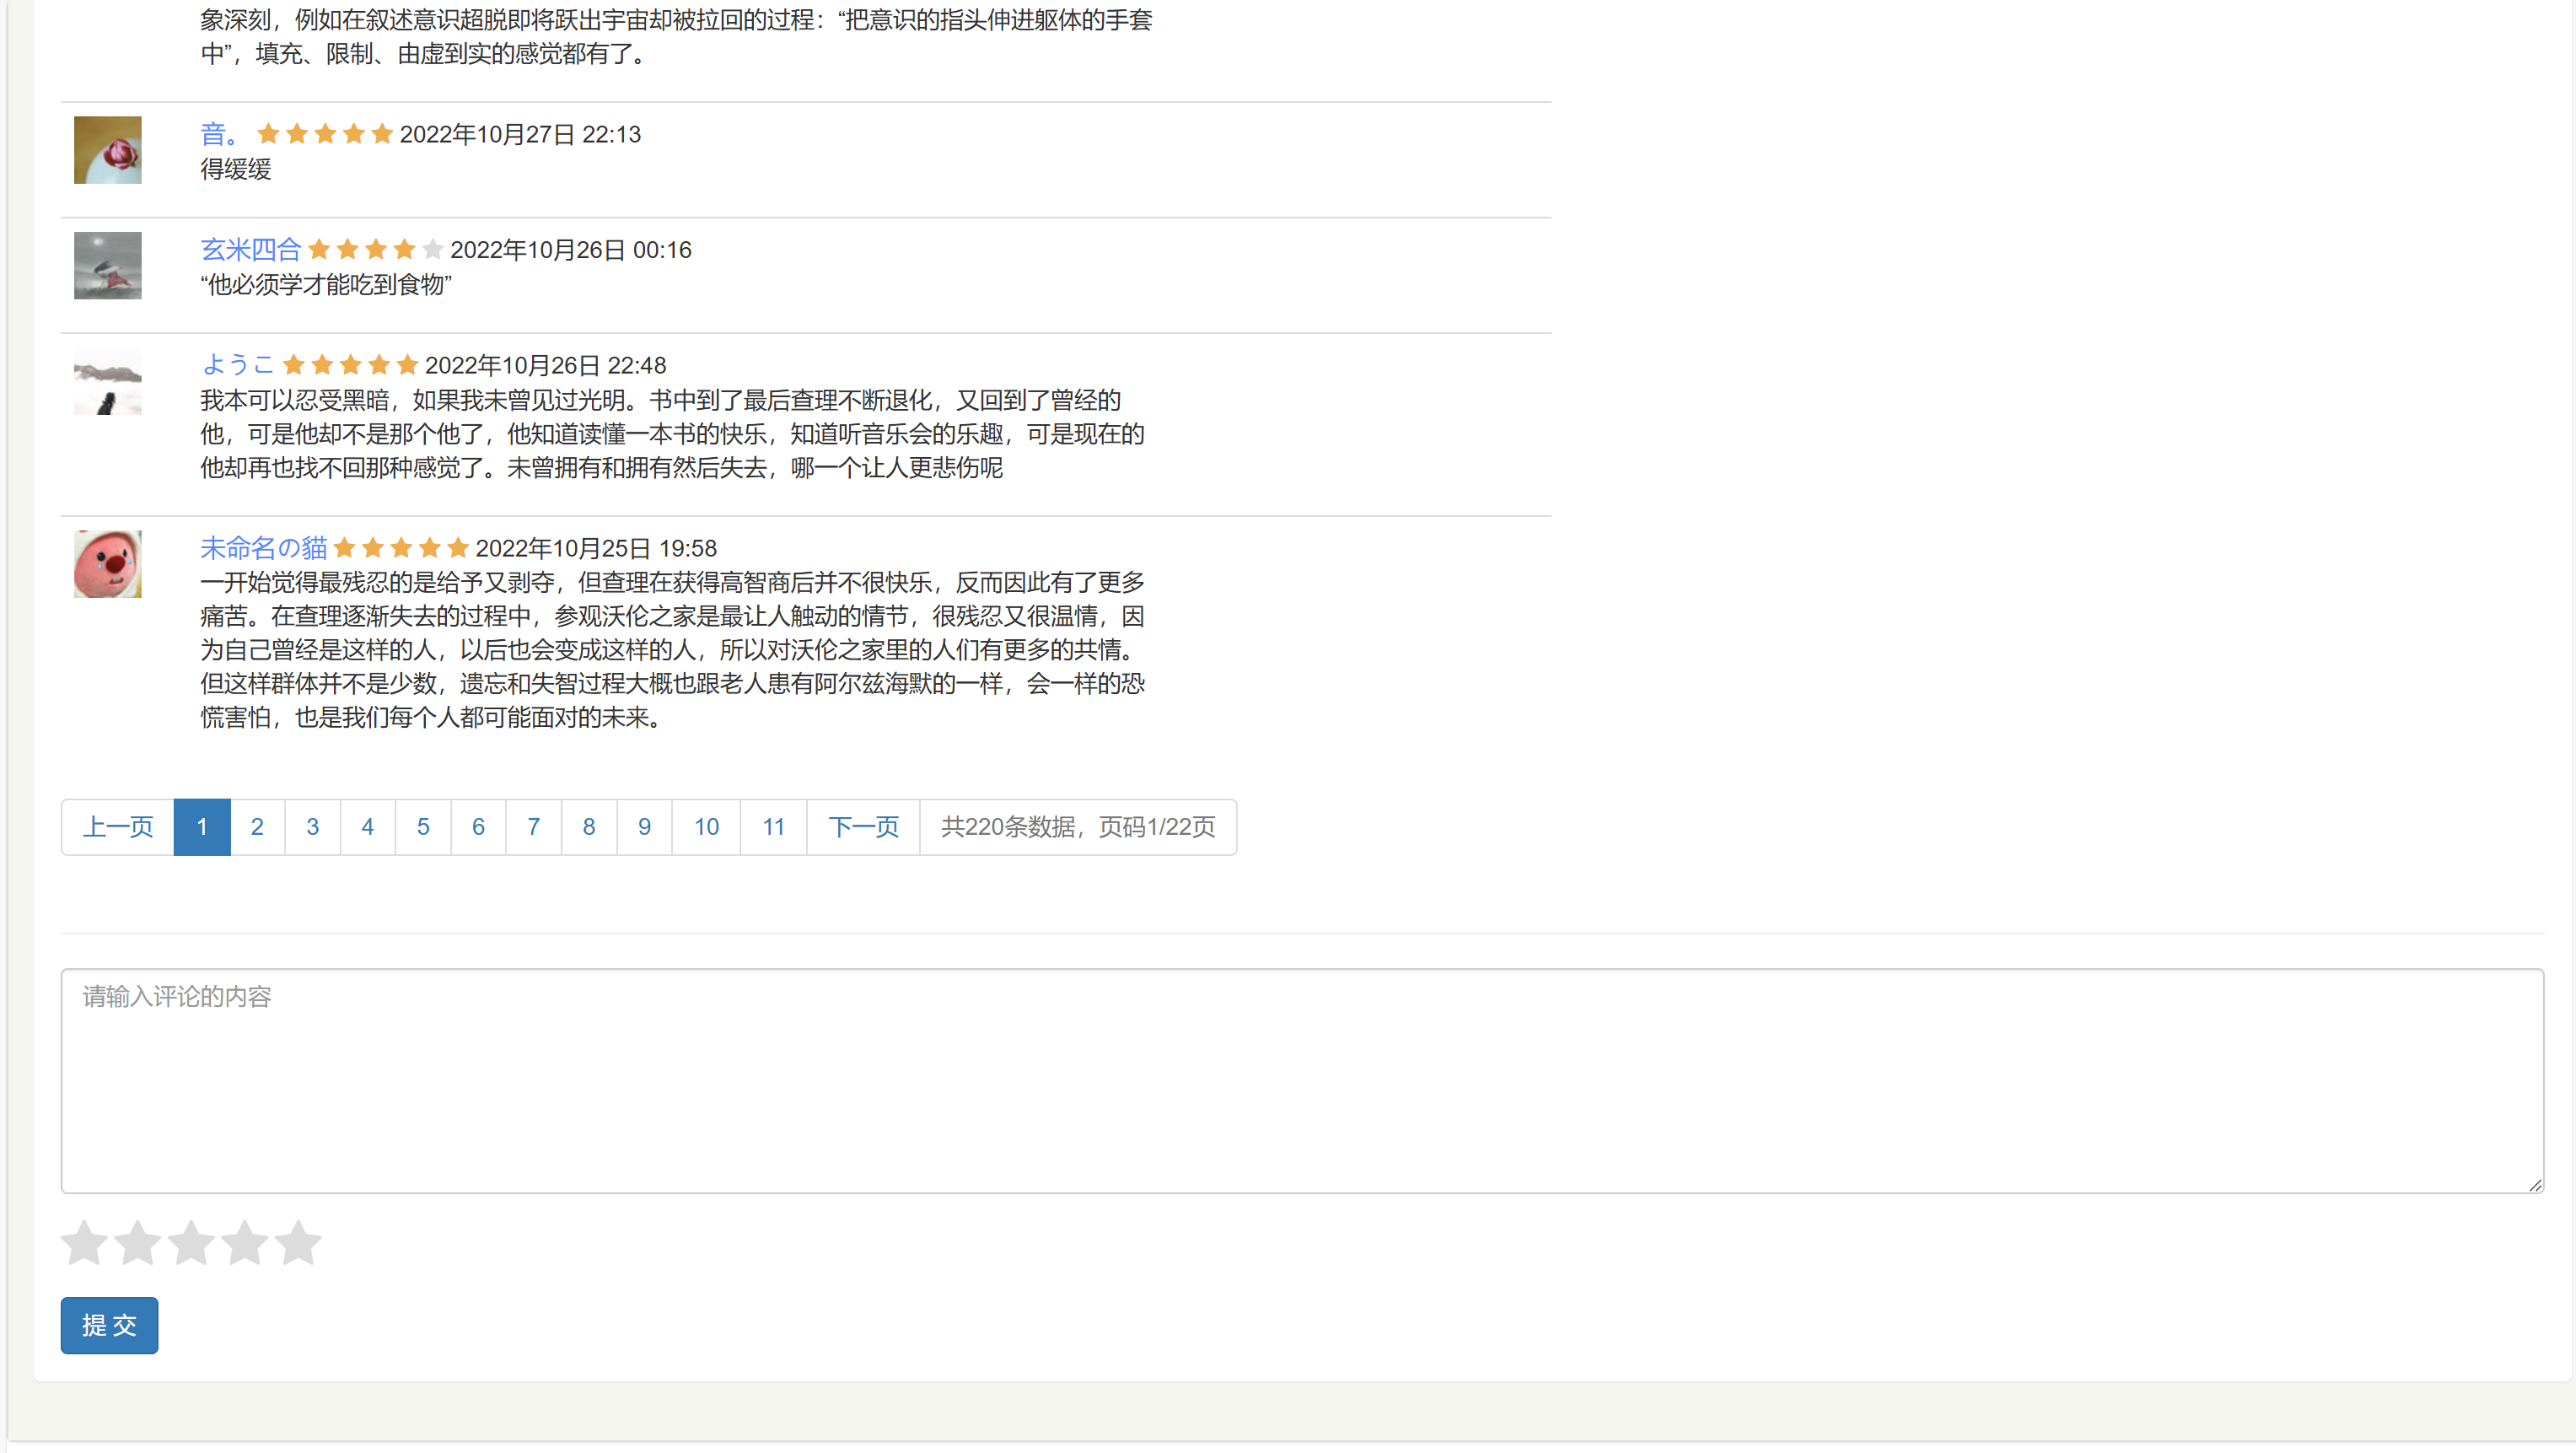 象深刻，例如在叙述意识超脱即将跃出宇宙却被拉回的过程：“把意识的指头伸进躯体的手套
中”，填充、限制、由虚到实的感觉都有了。
音。 2022年10月27日 22:13
得缓缓
玄米四合 2022年10月26日 00:16
“他必须学才能吃到食物”
ようこ 2022年10月26日 22:48
我本可以忍受黑暗，如果我未曾见过光明。书中到了最后查理不断退化，又回到了曾经的
他，可是他却不是那个他了，他知道读懂一本书的快乐，知道听音乐会的乐趣，可是现在的
他却再也找不回那种感觉了。未曾拥有和拥有然后失去，哪一个让人更悲伤呢
未命名の貓 2022年10月25日 19:58
一开始觉得最残忍的是给予又剥夺，但查理在获得高智商后并不很快乐，反而因此有了更多
痛苦。在查理逐渐失去的过程中，参观沃伦之家是最让人触动的情节，很残忍又很温情，因
为自己曾经是这样的人，以后也会变成这样的人，所以对沃伦之家里的人们有更多的共情。
但这样群体并不是少数，遗忘和失智过程大概也跟老人患有阿尔兹海默的一样，会一样的恐
慌害怕，也是我们每个人都可能面对的未来。
上一页 1 2 3 4 5 6 7 8 9 10 11 下一页 共220条数据，页码1/22页
请输入评论的内容
提 交